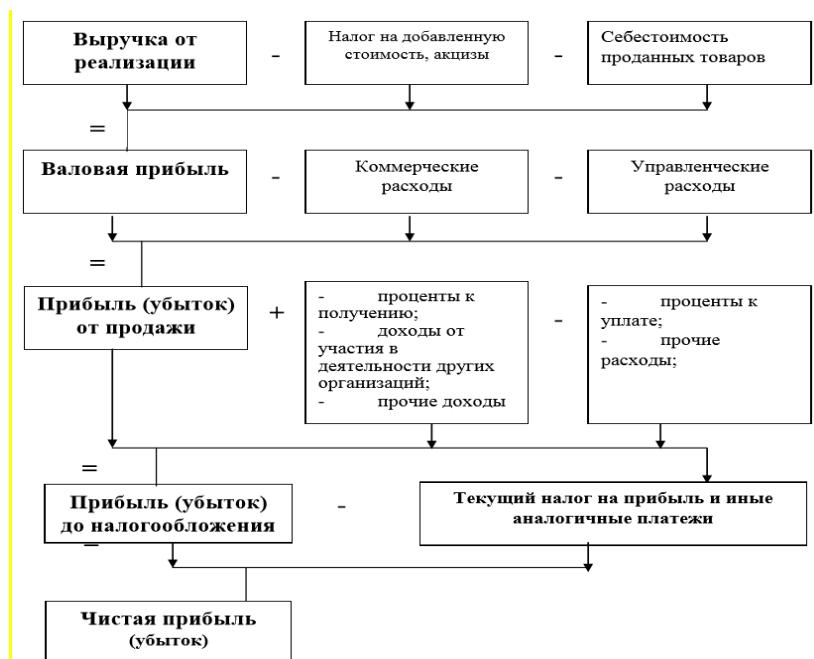 Выручка от
реализации
-
Налог на добавленную
стоимость, акцизы
-
Себестоимость
проданных товаров
=
Валовая прибыль
-
Коммерческие
расходы
-
Управленческие
расходы
=
Прибыль (убыток)
от продажи
+
- проценты к
получению;
- доходы от
участия в
деятельности других
организаций;
- прочие доходы
-
- проценты к
уплате;
- прочие
расходы;
=
Прибыль (убыток)
до налогообложения
-
Текущий налог на прибыль и иные
аналогичные платежи
=
Чистая прибыль
(убыток)